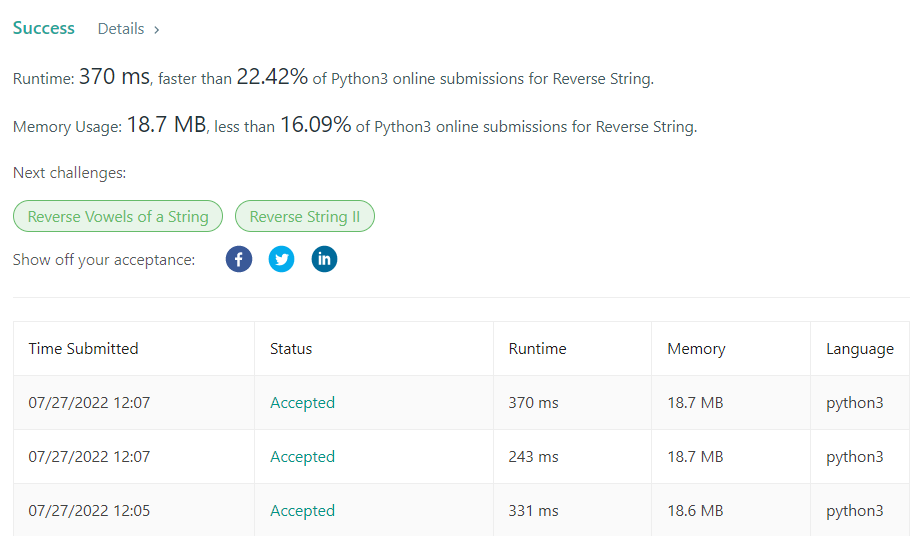 Success Details >
Runtime: 370 ms, faster than 22.42% of Python3 online submissions for Reverse String.
Memory Usage: 18.7 MB, less than 16.09% of Python3 online submissions for Reverse String.
Next challenges:
Reverse Vowels of a String Reverse String II
Show off your acceptance: f in
Time Submitted Status Runtime Memory Language
07/27/2022 12:07 Accepted 370 ms 18.7 MB python3
07/27/2022 12:07 Accepted 243 ms 18.7 MB python3
07/27/2022 12:05 Accepted 331 ms 18.6 MB python3